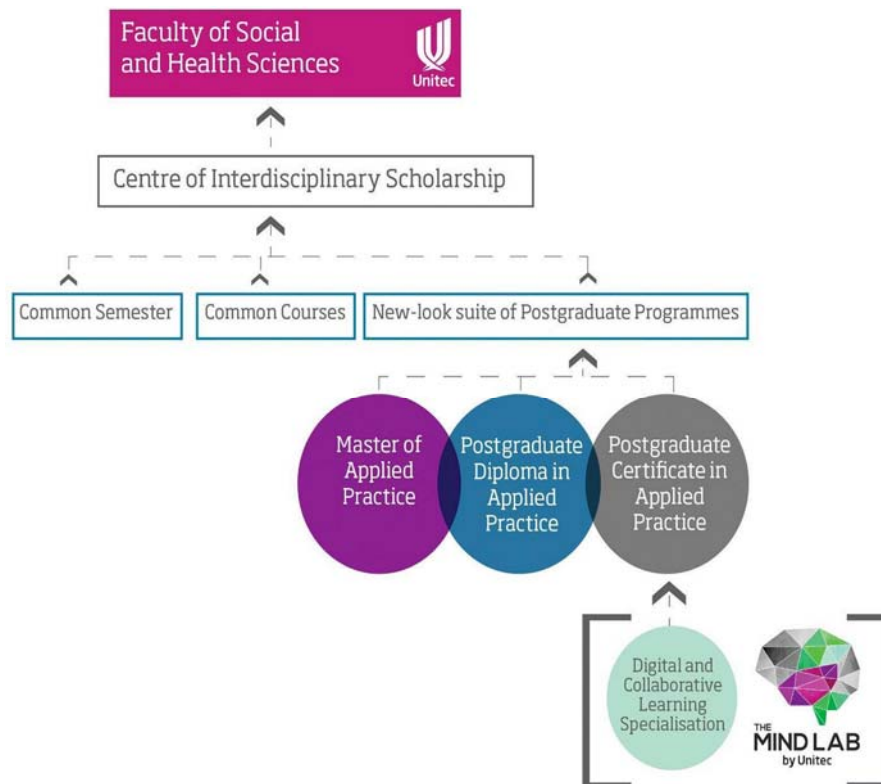 Faculty of Social
and Health Sciences
Unitec
Centre of Interdisciplinary Scholarship
Common Semester
Common Courses
New-look suite of Postgraduate Programmes
Master of
Applied
Practice
Postgraduate
Diploma in
Applied
Practice
Postgraduate
Certificate in
Applied
Practice
Digital and
Collaborative
Learning
Specialisation
THE
MIND LAB
by Unitec